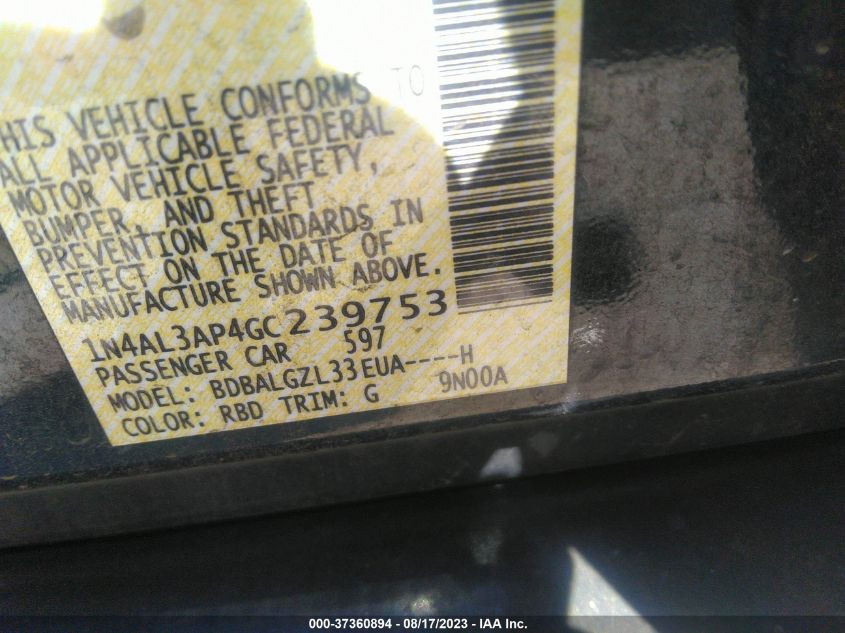 THIS VEHICLE CONFORMS TO
ALL APPLICABLE FEDERAL
MOTOR VEHICLE SAFETY,
BUMPER, AND THEFT
PREVENTION STANDARDS IN
EFFECT ON THE DATE OF
MANUFACTURE SHOWN ABOVE.
1N4AL3AP4GC239753
PASSENGER CAR 597
MODEL: BDBALGZL33EUA----H
COLOR: RBD TRIM: G 9N00A
000-37360894 - 08/17/2023 - IAA Inc.